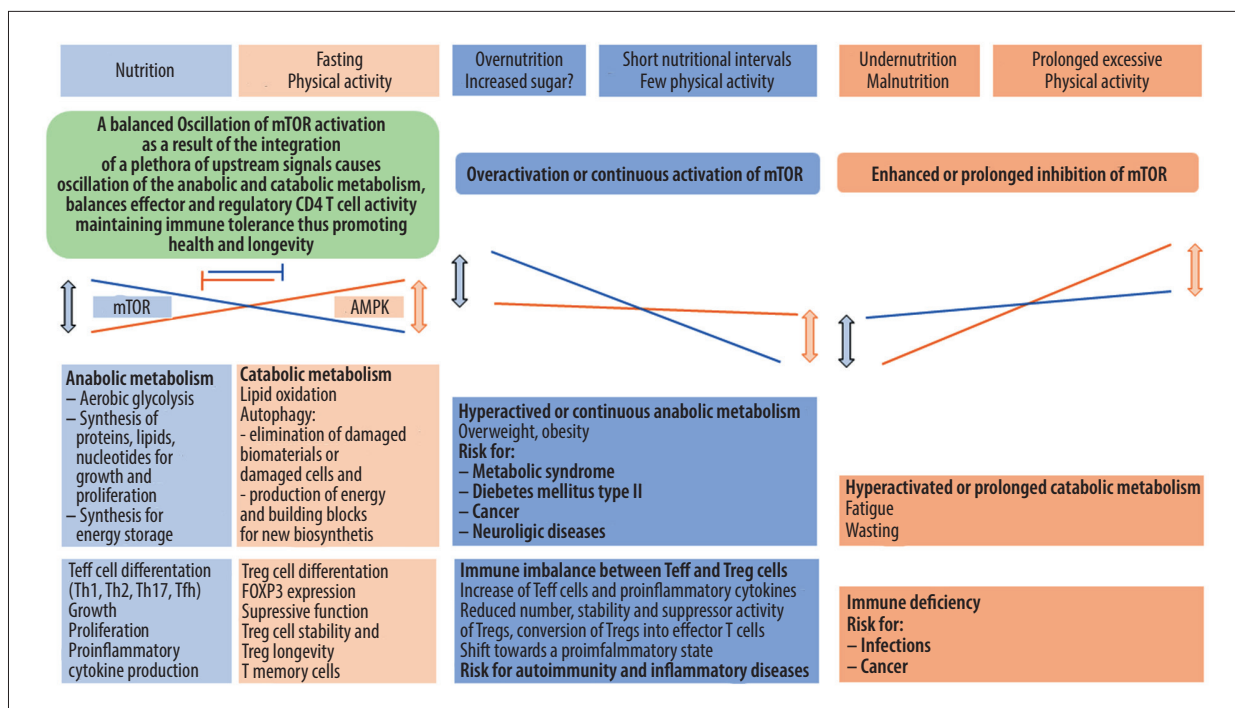 Nutrition
Fasting
Physical activity
Overnutrition
Increased sugar?
Short nutritional intervals
Few physical activity
Undernutrition
Malnutrition
Prolonged excessive
Physical activity
A balanced Oscillation of mTOR activation
as a result of the integration
of a plethora of upstream signals causes
oscillation of the anabolic and catabolic metabolism,
balances effector and regulatory CD4 T cell activity
maintaining immune tolerance thus promoting
health and longevity
Overactivation or continuous activation of mTOR
Enhanced or prolonged inhibition of mTOR
mTOR
AMPK
Anabolic metabolism
– Aerobic glycolysis
– Synthesis of
proteins, lipids,
nucleotides for
growth and
proliferation
– Synthesis for
energy storage
Catabolic metabolism
Lipid oxidation
Autophagy:
- elimination of damaged
biomaterials or
damaged cells and
- production of energy
and building blocks
for new biosynthetis
Hyperactived or continuous anabolic metabolism
Overweight, obesity
Risk for:
– Metabolic syndrome
– Diabetes mellitus type II
– Cancer
– Neuroligic diseases
Hyperactivated or prolonged catabolic metabolism
Fatigue
Wasting
Teff cell differentation
(Th1, Th2, Th17, Tfh)
Growth
Proliferation
Proinflammatory
cytokine production
Treg cell differentation
FOXP3 expression
Supressive function
Treg cell stability and
Treg longevity
T memory cells
Immune imbalance between Teff and Treg cells
Increase of Teff cells and proinflammatory cytokines
Reduced number, stability and suppressor activity
of Tregs, conversion of Tregs into effector T cells
Shift towards a proimfalmmatory state
Risk for autoimmunity and inflammatory diseases
Immune deficiency
Risk for:
– Infections
– Cancer